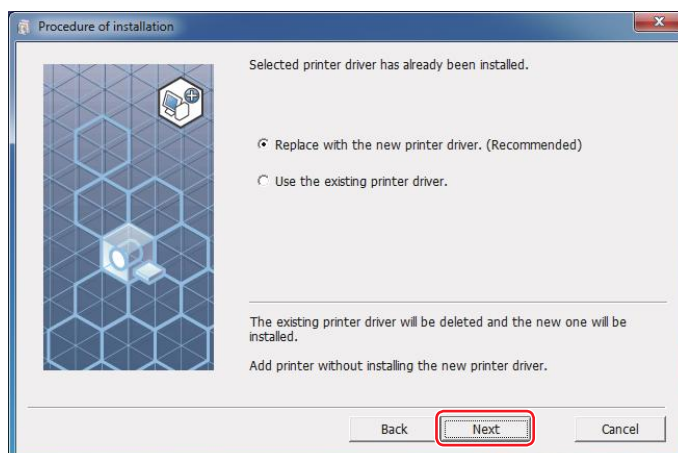 Procedure of installation
Selected printer driver has already been installed.
Replace with the new printer driver. (Recommended)
Use the existing printer driver.
The existing printer driver will be deleted and the new one will be
installed.
Add printer without installing the new printer driver.
Back
Next
Cancel